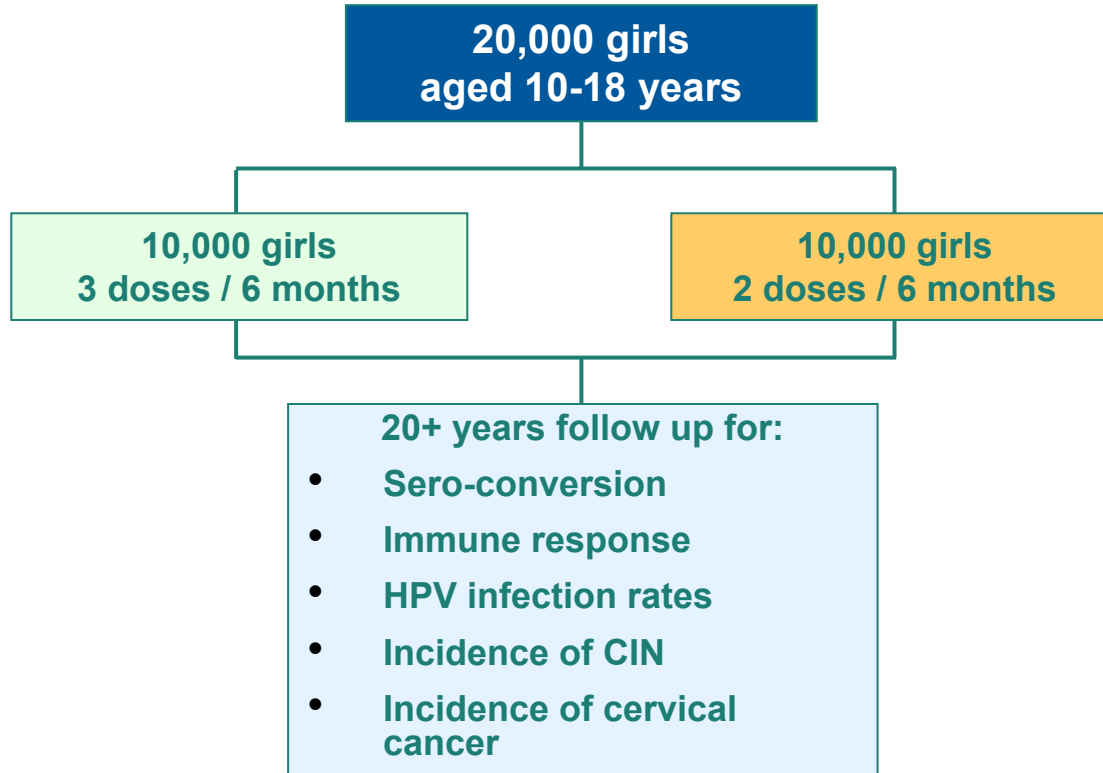 20,000 girls
aged 10-18 years
10,000 girls
3 doses / 6 months
10,000 girls
2 doses / 6 months
20+ years follow up for:
• Sero-conversion
• Immune response
• HPV infection rates
• Incidence of CIN
• Incidence of cervical
cancer